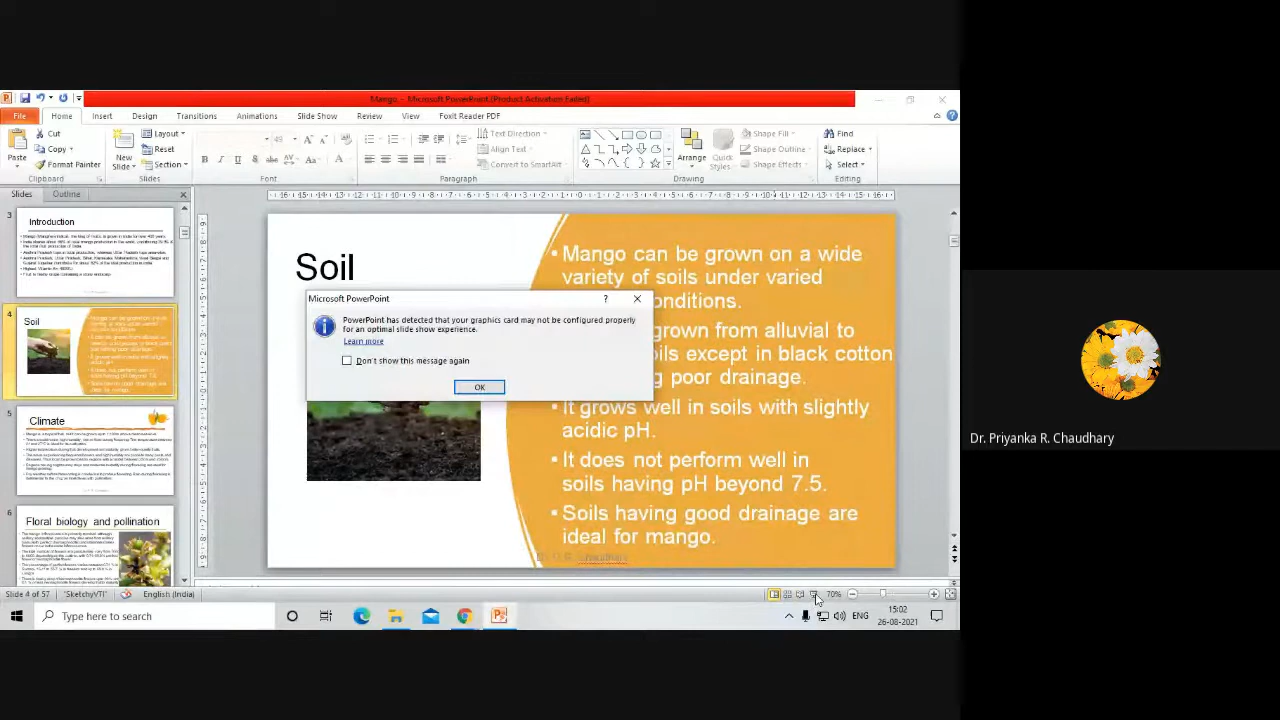 Mango - Microsoft PowerPoint (Product Activation Failed)
File Home Insert Design Transitions Animations Slide Show Review View Foxit Reader PDF
Paste
Cut
Copy
Format Painter
Clipboard
New
Slide
Layout
Reset
Section
Slides
Font
Text Direction
Align Text
Convert to SmartArt
Paragraph
Arrange
Quick
Styles
Shape Fill
Shape Outline
Shape Effects
Drawing
Find
Replace
Select
Editing
Slides Outline
3
Introduction
4
Soil
5
Climate
6
Floral biology and pollination
Soil
• Mango can be grown on a wide
variety of soils under varied
onditions.
grown from alluvial to
oils except in black cotton
g poor drainage.
• It grows well in soils with slightly
acidic pH.
• It does not perform well in
soils having pH beyond 7.5.
• Soils having good drainage are
ideal for mango.
Chaudhary
Microsoft PowerPoint
PowerPoint has detected that your graphics card may not be configured properly
for an optimal slide show experience.
Learn more
Don't show this message again
OK
Dr. Priyanka R. Chaudhary
Slide 4 of 57 "SketchyVTI" English (India) 70%
Type here to search
ENG
15:02
26-08-2021